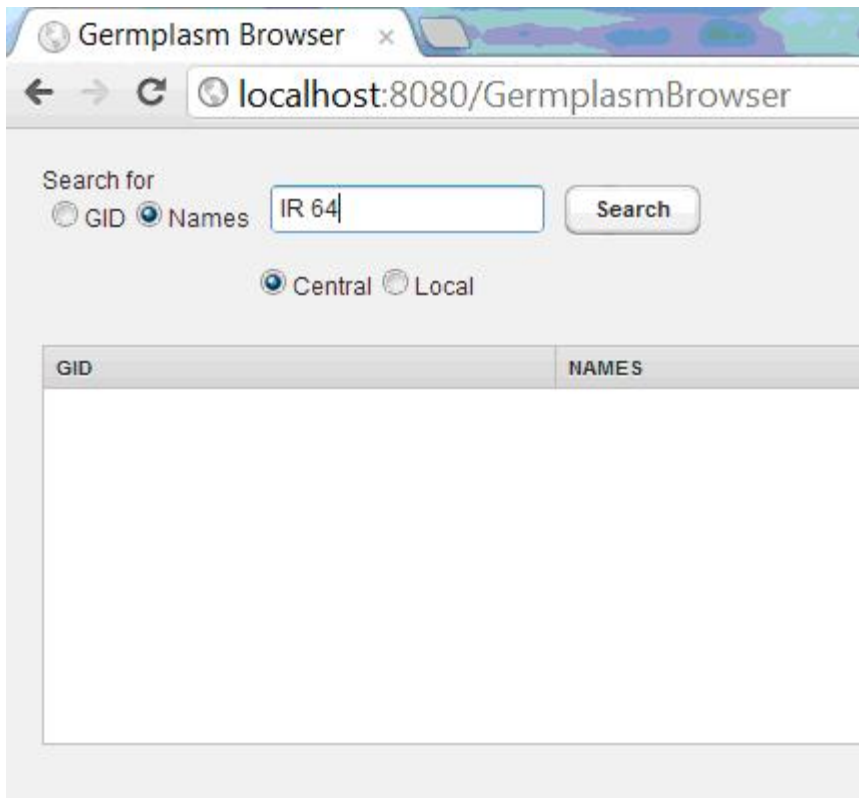 Germplasm Browser
localhost:8080/GermplasmBrowser
Search for
GID Names IR 64 Search
Central Local
GID NAMES